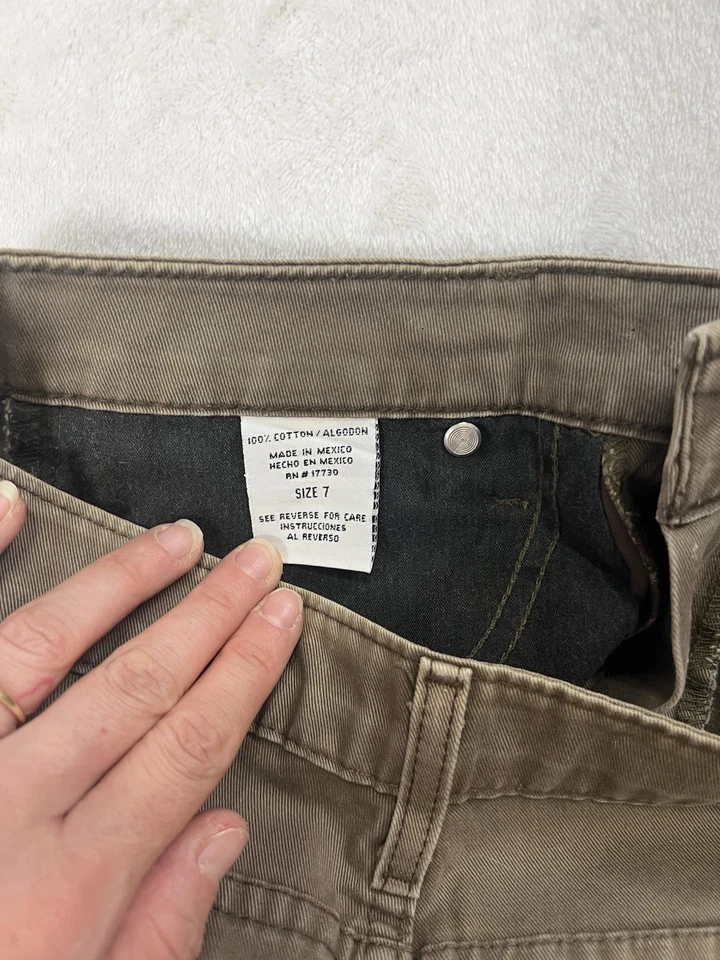 100% COTTON / ALGODON
MADE IN MEXICO
HECHO EN MEXICO
RN # 17730
SIZE 7
SEE REVERSE FOR CARE
INSTRUCCIONES
AL REVERSO